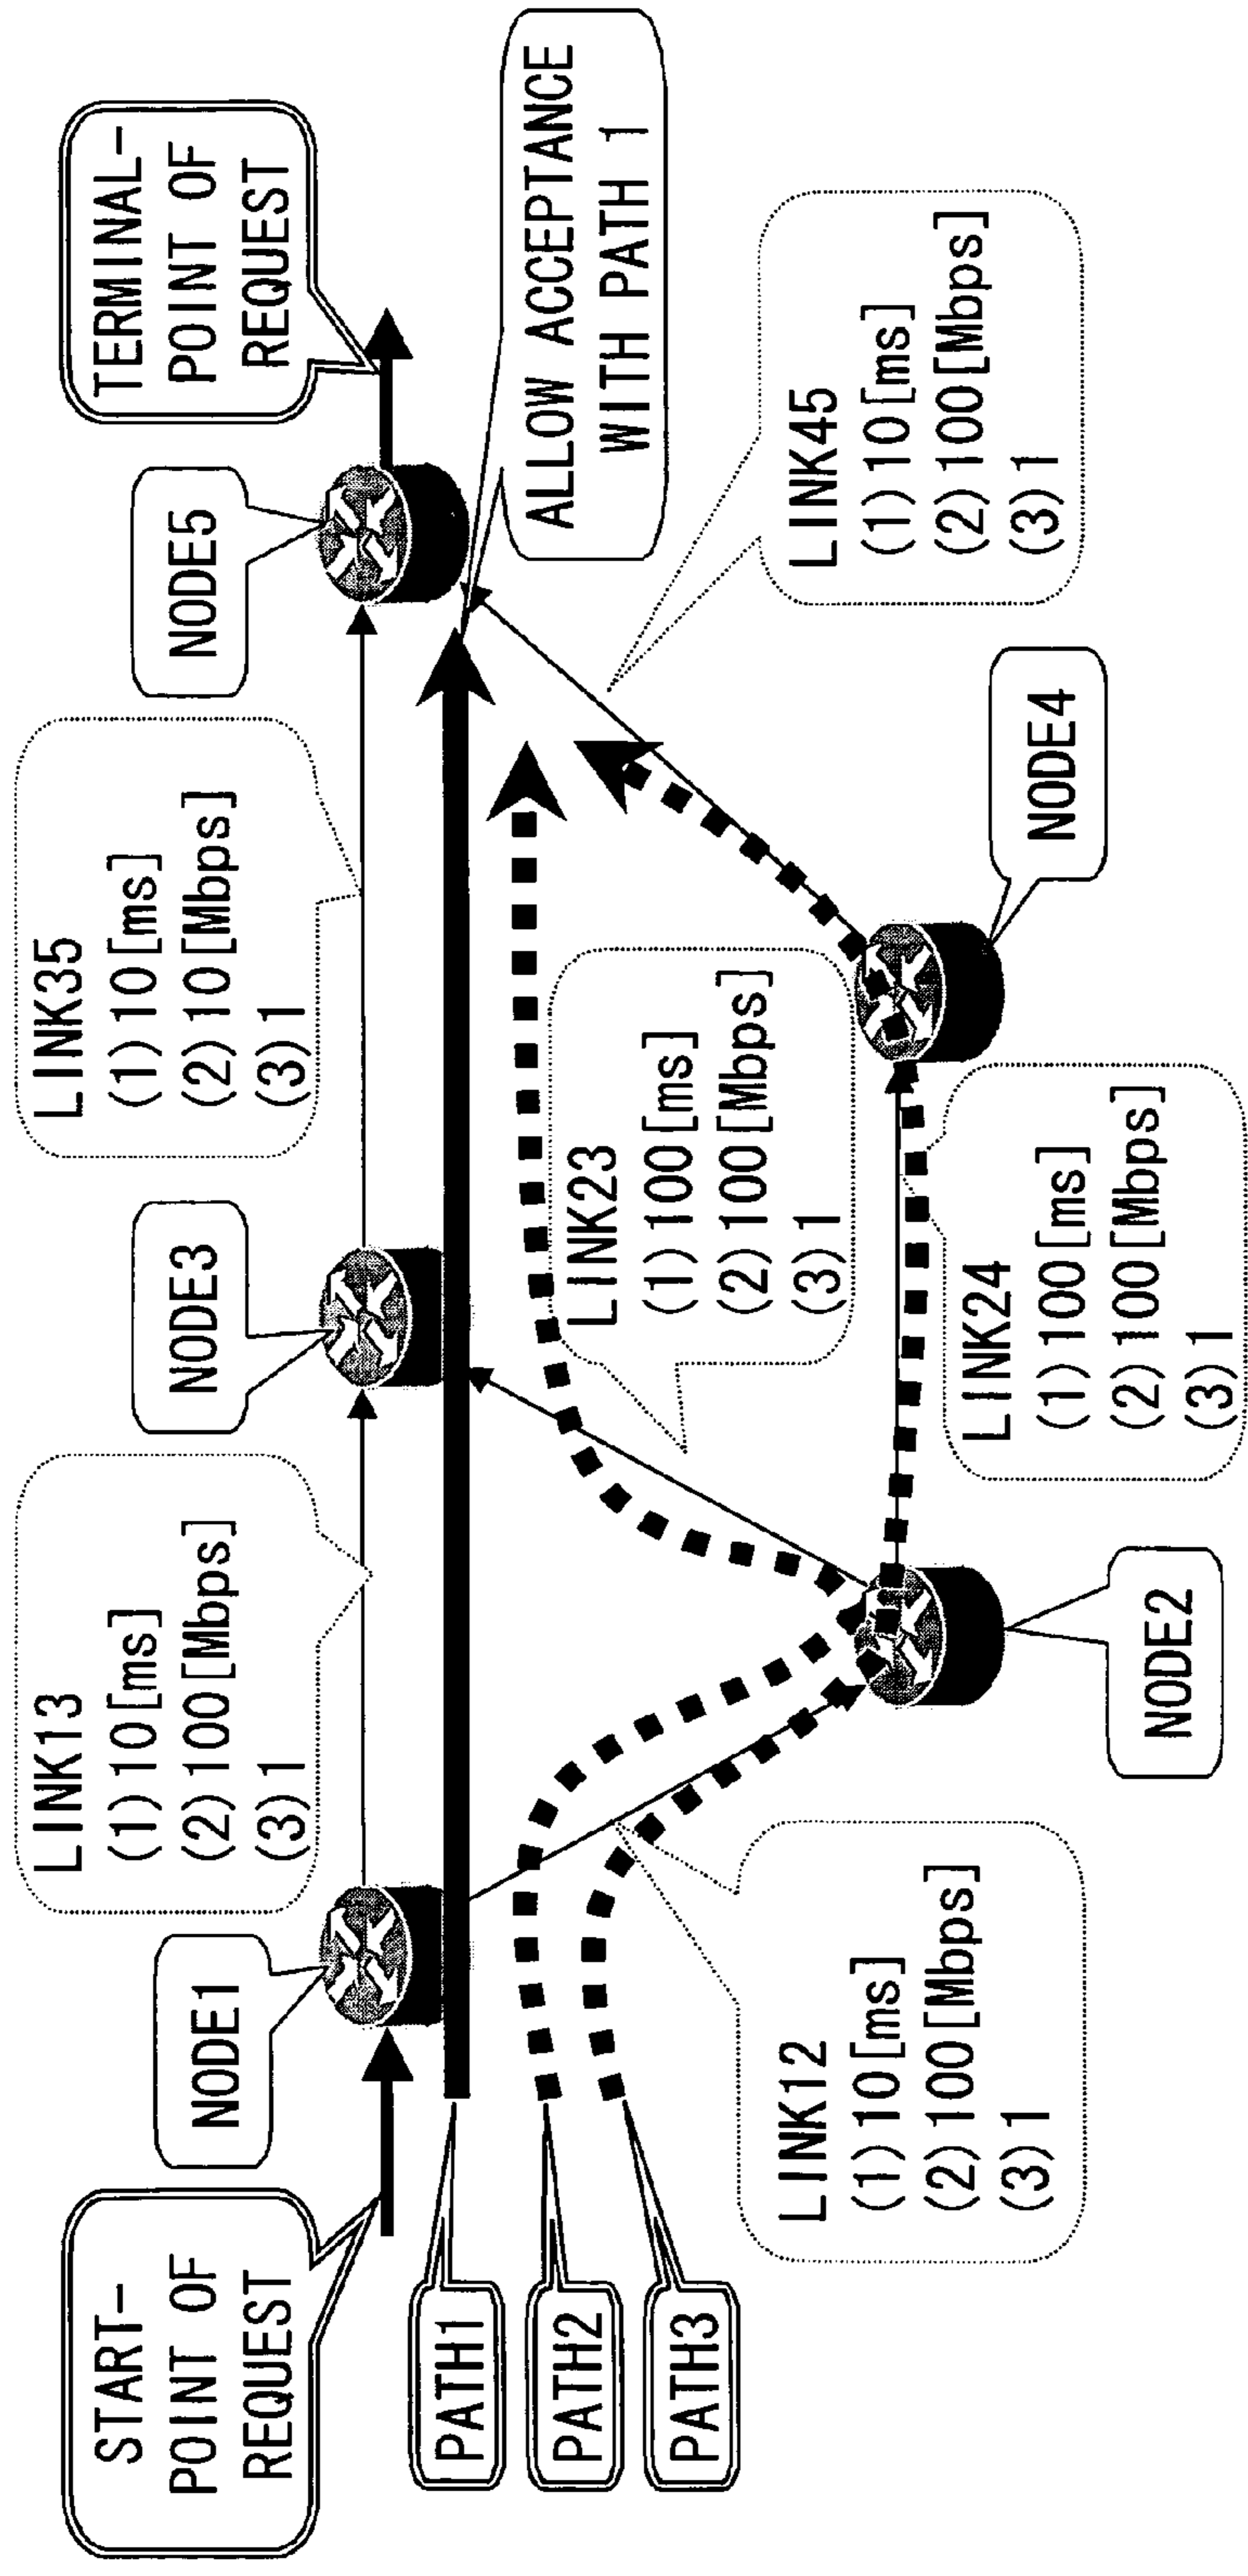 START-
POINT OF
REQUEST
NODE1
LINK13
(1)10[ms]
(2)100[Mbps]
(3)1
NODE3
LINK35
(1)10[ms]
(2)10[Mbps]
(3)1
NODE5
TERMINAL-
POINT OF
REQUEST
PATH1
PATH2
PATH3
ALLOW ACCEPTANCE
WITH PATH 1
LINK23
(1)100[ms]
(2)100[Mbps]
(3)1
LINK12
(1)10[ms]
(2)100[Mbps]
(3)1
LINK45
(1)10[ms]
(2)100[Mbps]
(3)1
LINK24
(1)100[ms]
(2)100[Mbps]
(3)1
NODE2
NODE4